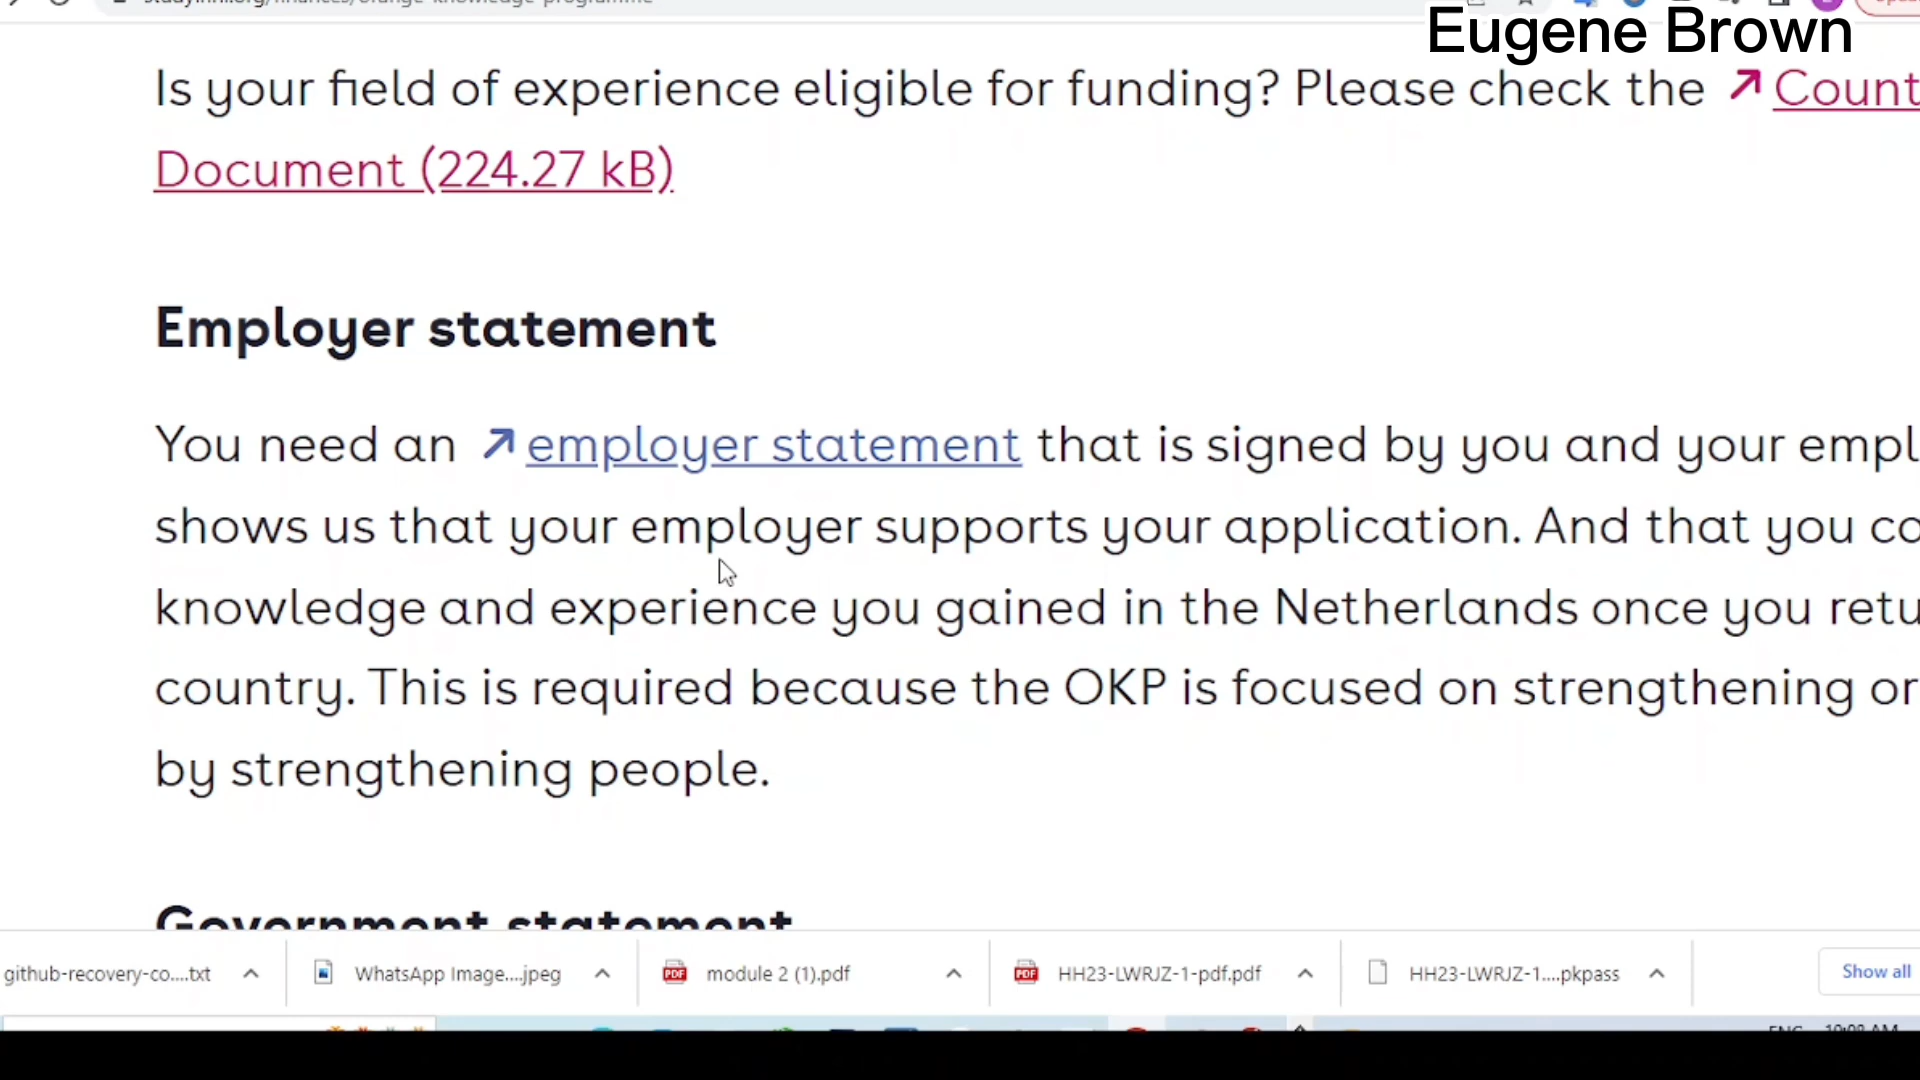 Eugene Brown
Is your field of experience eligible for funding? Please check the Count
Document (224.27 kB)
Employer statement
You need an employer statement that is signed by you and your empl
shows us that your employer supports your application. And that you co
knowledge and experience you gained in the Netherlands once you retu
country. This is required because the OKP is focused on strengthening or
by strengthening people.
Government statement
github-recovery-co....txt
WhatsApp Image....jpeg
module 2 (1).pdf
HH23-LWRJZ-1-pdf.pdf
HH23-LWRJZ-1....pkpass
Show all